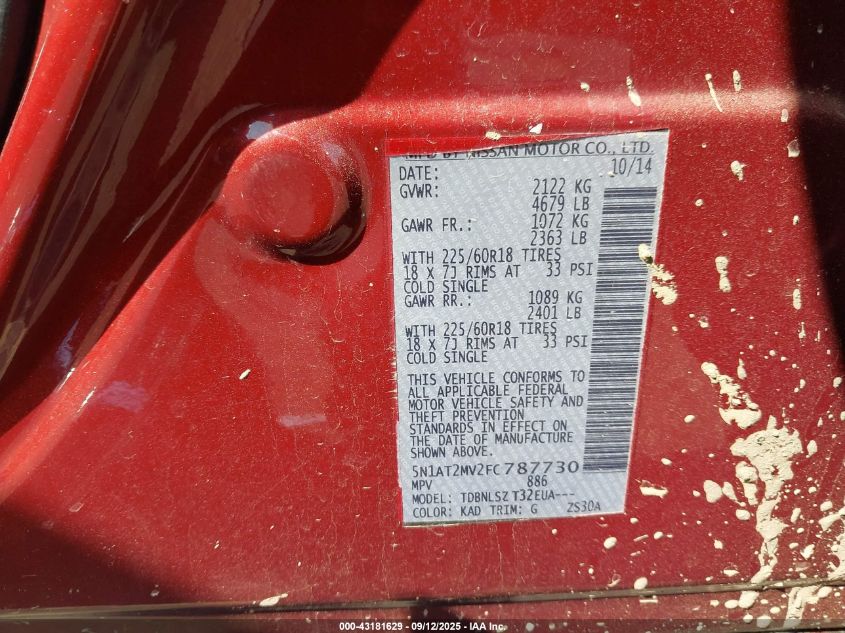 MFD BY NISSAN MOTOR CO., LTD.
DATE: 10/14
GVWR: 2122 KG
4679 LB
GAWR FR.: 1072 KG
2363 LB
WITH 225/60R18 TIRES
18 X 7J RIMS AT 33 PSI
COLD SINGLE
GAWR RR.: 1089 KG
2401 LB
WITH 225/60R18 TIRES
18 X 7J RIMS AT 33 PSI
COLD SINGLE
THIS VEHICLE CONFORMS TO
ALL APPLICABLE FEDERAL
MOTOR VEHICLE SAFETY AND
THEFT PREVENTION
STANDARDS IN EFFECT ON
THE DATE OF MANUFACTURE
SHOWN ABOVE.
5N1AT2MV2FC787730
MPV 886
MODEL: TDBNLSZ T32EUA---
COLOR: KAD TRIM: G ZS30A
000-43181629 - 09/12/2025 - IAA Inc.